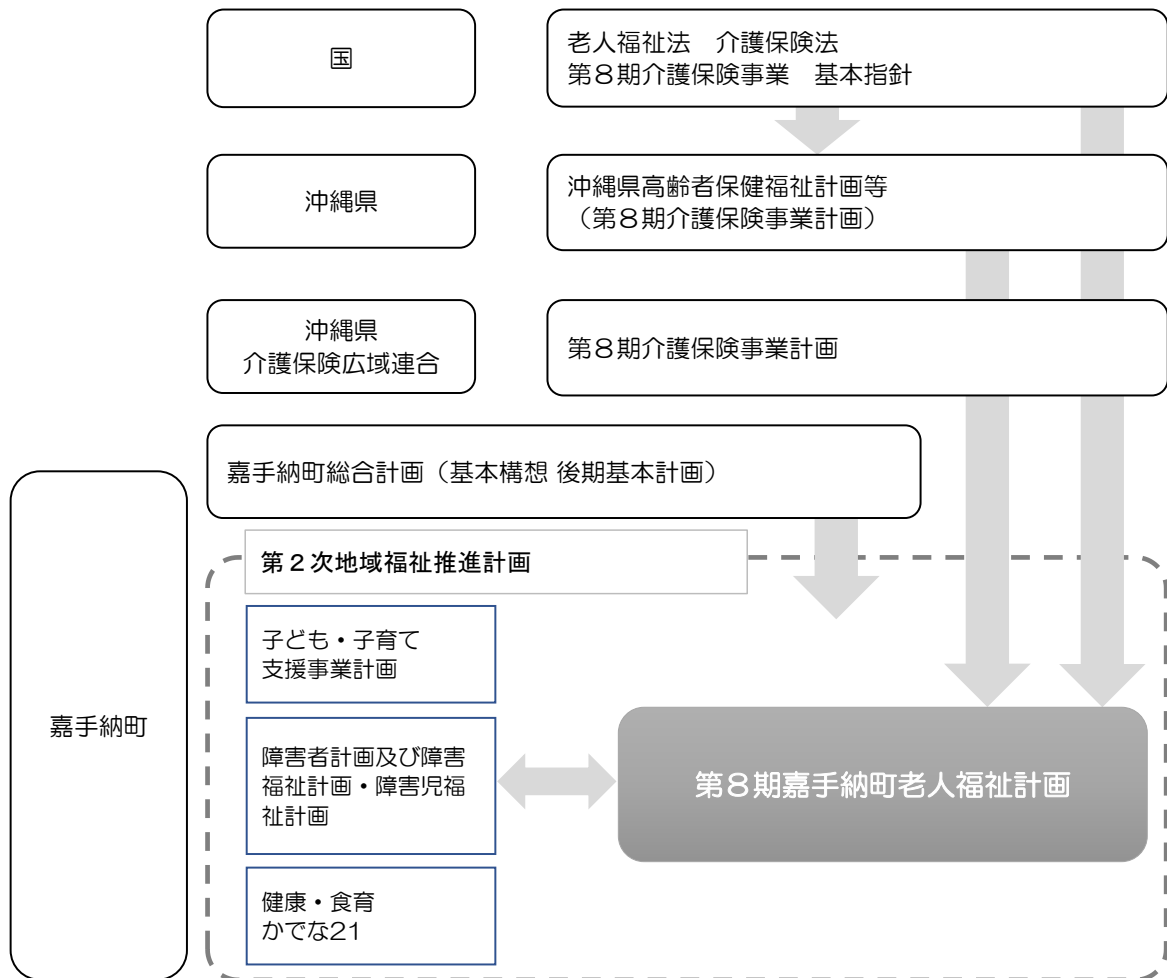 国
老人福祉法　介護保険法
第８期介護保険事業　基本指針
沖縄県
沖縄県高齢者保健福祉計画等
（第８期介護保険事業計画）
沖縄県
介護保険広域連合
第８期介護保険事業計画
嘉手納町総合計画（基本構想 後期基本計画）
嘉手納町
第２次地域福祉推進計画
子ども・子育て
支援事業計画
障害者計画及び障害
福祉計画・障害児福
祉計画
健康・食育
かでな21
第８期嘉手納町老人福祉計画